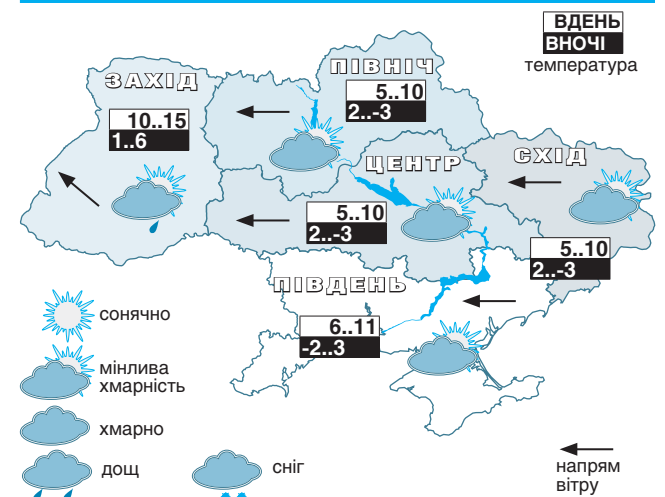 ВДЕНЬ
ВНОЧІ
температура
ПІВНІЧ
5..10
2..-3
ЗАХІД
10..15
1..6
ЦЕНТР
5..10
2..-3
СХІД
5..10
2..-3
ПІВДЕНЬ
6..11
-2..3
сонячно
мінлива
хмарність
хмарно
дощ
сніг
напрям
вітру